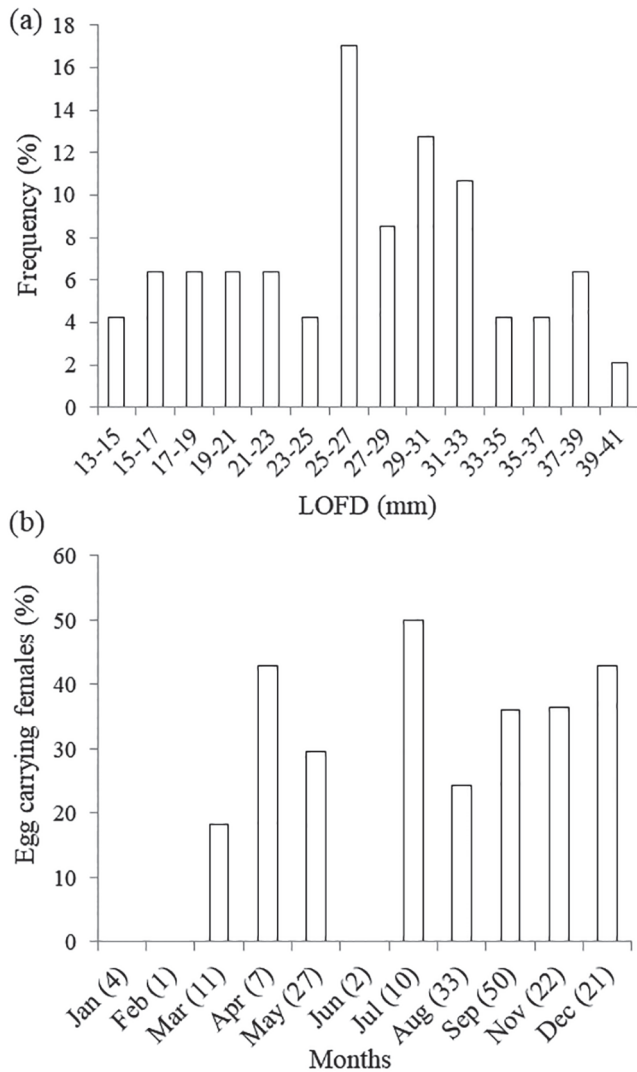 (a)
Frequency (%)
18
16
14
12
10
8
6
4
2
0
13-15 15-17 17-19 19-21 21-23 23-25 25-27 27-29 29-31 31-33 33-35 35-37 37-39 39-41
LOFD (mm)
(b)
Egg carrying females (%)
60
50
40
30
20
10
0
Jan (4) Feb (1) Mar (11) Apr (7) May (27) Jun (2) Jul (10) Aug (33) Sep (50) Nov (22) Dec (21)
Months